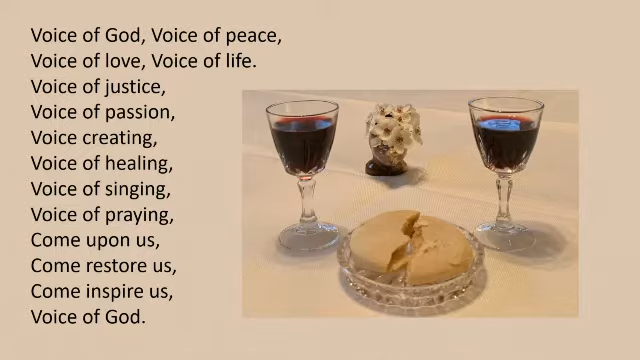 Voice of God, Voice of peace,
Voice of love, Voice of life.
Voice of justice,
Voice of passion,
Voice creating,
Voice of healing,
Voice of singing,
Voice of praying,
Come upon us,
Come restore us,
Come inspire us,
Voice of God.